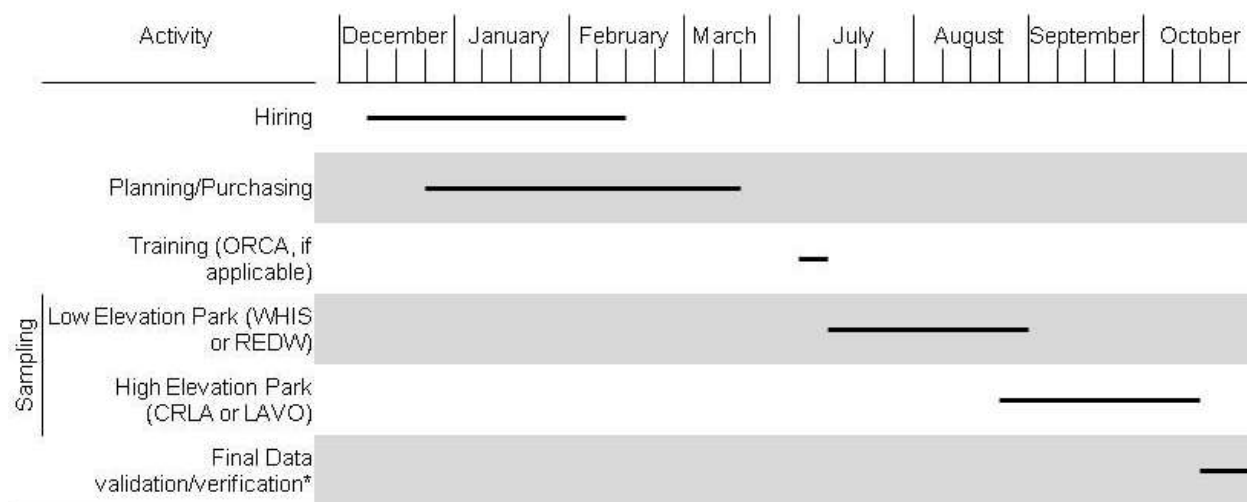 Activity December January February March July August September October
Hiring
Planning/Purchasing
Training (ORCA, if
applicable)
Sampling
Low Elevation Park (WHIS
or REDW)
High Elevation Park
(CRLA or LAVO)
Final Data
validation/verification*